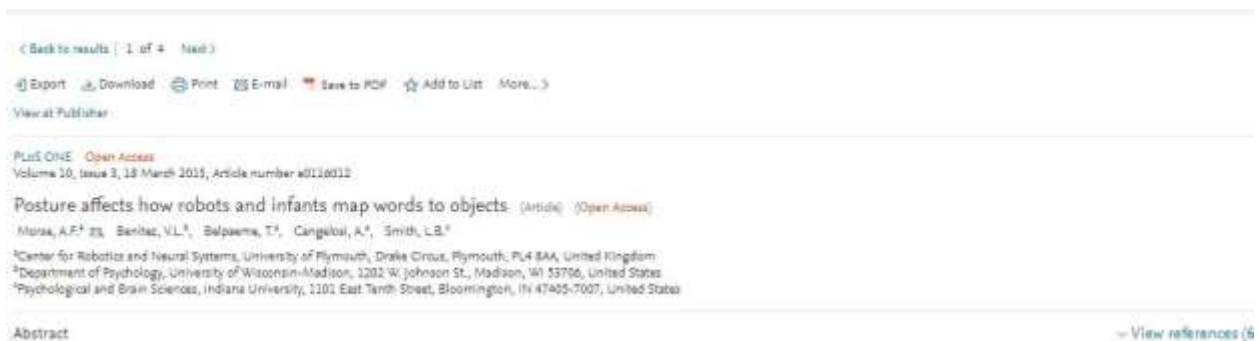 < Back to results | 1 of 4 Next >
Export Download Print E-mail Save to PDF Add to List More... >
View at Publisher
PLoS ONE Open Access
Volume 10, Issue 3, 18 March 2015, Article number e0116012
Posture affects how robots and infants map words to objects (Article) (Open Access)
Morse, A.F.ª, Benitez, V.L.ᵇ, Belpaeme, T.ª, Cangelosi, A.ª, Smith, L.B.ᶜ
ªCenter for Robotics and Neural Systems, University of Plymouth, Drake Circus, Plymouth, PL4 8AA, United Kingdom
ᵇDepartment of Psychology, University of Wisconsin-Madison, 1202 W. Johnson St., Madison, WI 53706, United States
ᶜPsychological and Brain Sciences, Indiana University, 1101 East Tenth Street, Bloomington, IN 47405-7007, United States
Abstract
View references (6